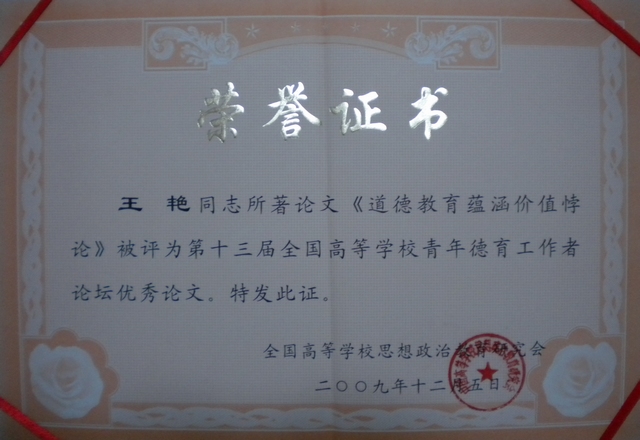 荣誉证书
王 艳同志所著论文《道德教育蕴涵价值悖
论》被评为第十三届全国高等学校青年德育工作者
论坛优秀论文。特发此证。
全国高等学校思想政治教育研究会
二〇〇九年十二月五日